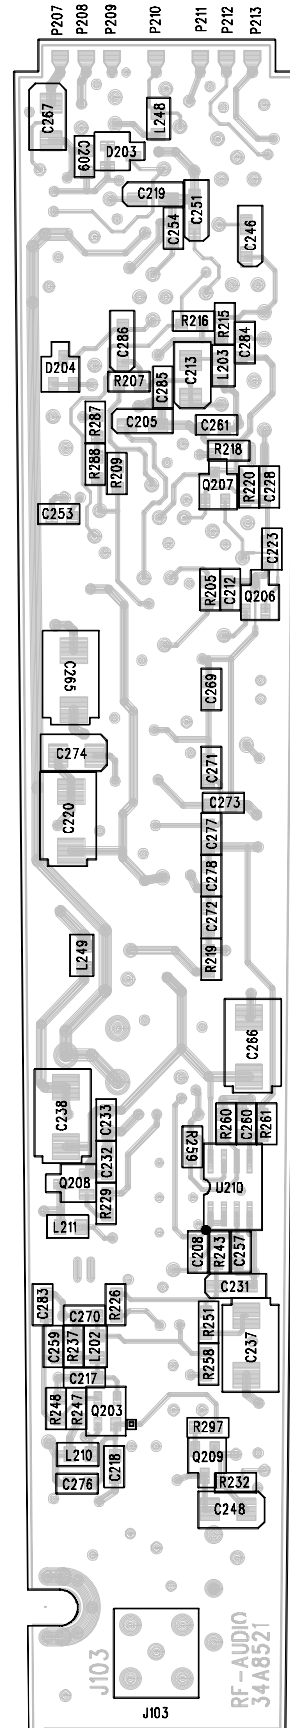 P207 P208 P209 P210 P211 P212 P213
C267
L248
C209
D203
C219
C251
C254
C246
R216
R215
C286
C284
D204
L203
C213
R207
C285
C205
C261
R287
R218
R288
R209
Q207
R220
C228
C253
C223
R205
C212
Q206
C265
C269
C274
C271
C220
C273
C277
C278
C272
L249
R219
C266
C238
C233
R260
C260
R261
R259
C232
Q208
U210
R229
L211
C208
R243
C257
C231
C283
R226
C270
R251
C259
R237
L202
C237
R258
C217
R248
R247
Q203
R297
L210
C218
Q209
C276
R232
C248
J103
RF-AUDIO
34A8521
J103